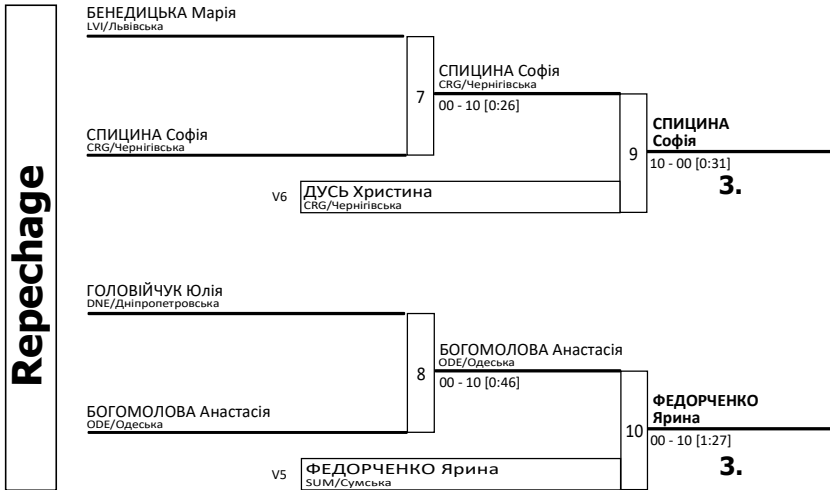 Repechage
БЕНЕДИЦЬКА Марія
LVI/Львівська
СПИЦИНА Софія
CRG/Чернігівська
7
СПИЦИНА Софія
CRG/Чернігівська
00 - 10 [0:26]
V6
ДУСЬ Христина
CRG/Чернігівська
9
СПИЦИНА
Софія
10 - 00 [0:31]
3.
ГОЛОВІЙЧУК Юлія
DNE/Дніпропетровська
БОГОМОЛОВА Анастасія
ODE/Одеська
8
БОГОМОЛОВА Анастасія
ODE/Одеська
00 - 10 [0:46]
V5
ФЕДОРЧЕНКО Ярина
SUM/Сумська
10
ФЕДОРЧЕНКО
Ярина
00 - 10 [1:27]
3.